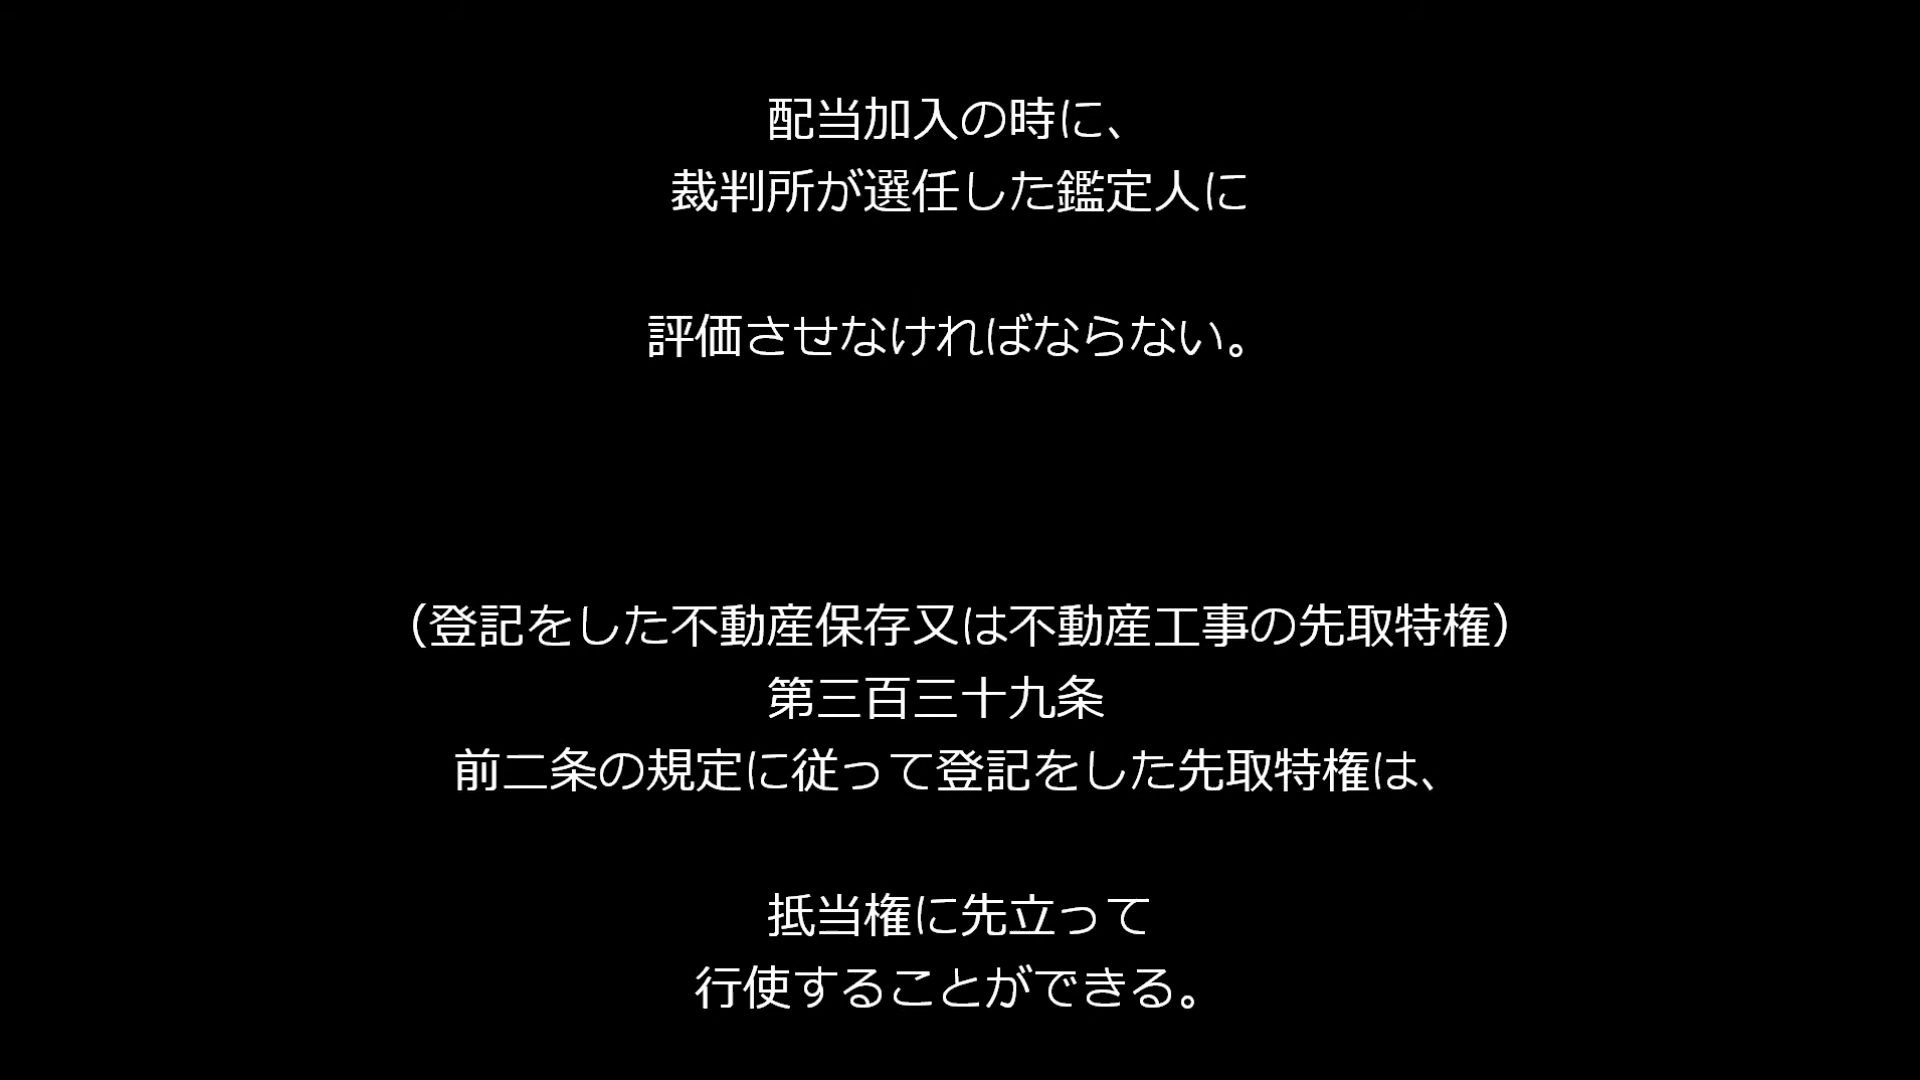 配当加入の時に、
裁判所が選任した鑑定人に
評価させなければならない。
（登記をした不動産保存又は不動産工事の先取特権）
第三百三十九条
前二条の規定に従って登記をした先取特権は、
抵当権に先立って
行使することができる。